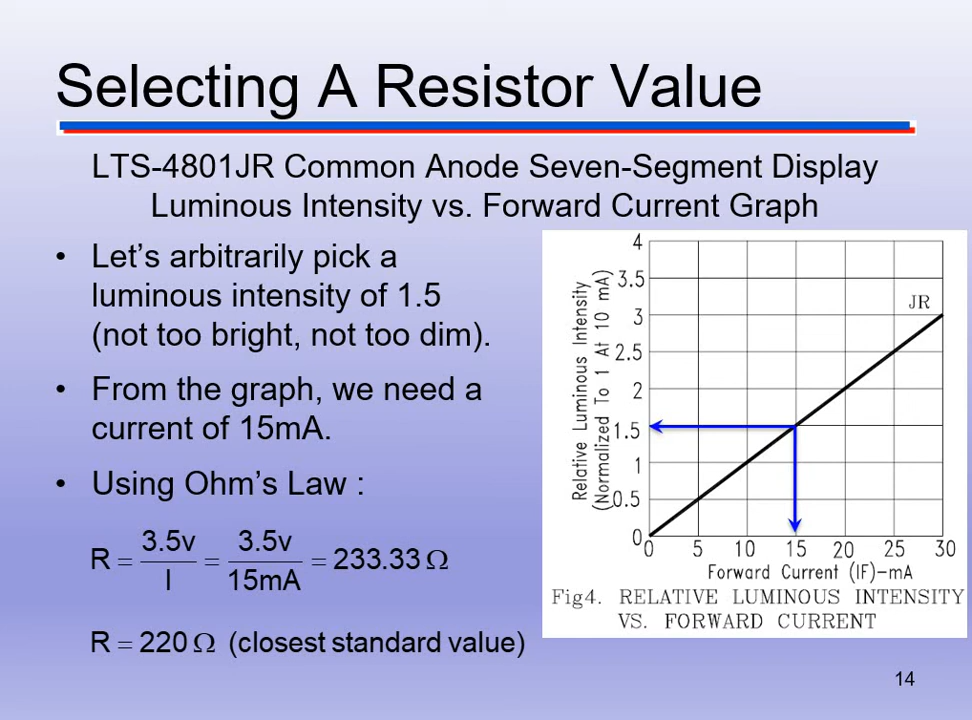 Selecting A Resistor Value
LTS-4801JR Common Anode Seven-Segment Display
Luminous Intensity vs. Forward Current Graph
• Let’s arbitrarily pick a
luminous intensity of 1.5
(not too bright, not too dim).
• From the graph, we need a
current of 15mA.
• Using Ohm’s Law :
R = 3.5v/I = 3.5v/15mA = 233.33 Ω
R = 220 Ω (closest standard value)
Relative Luminous Intensity
(Normalized To 1 At 10 mA)
4
3.5
3
2.5
2
1.5
1
0.5
0
JR
0 5 10 15 20 25 30
Forward Current (IF)-mA
Fig4. RELATIVE LUMINOUS INTENSITY
VS. FORWARD CURRENT
14